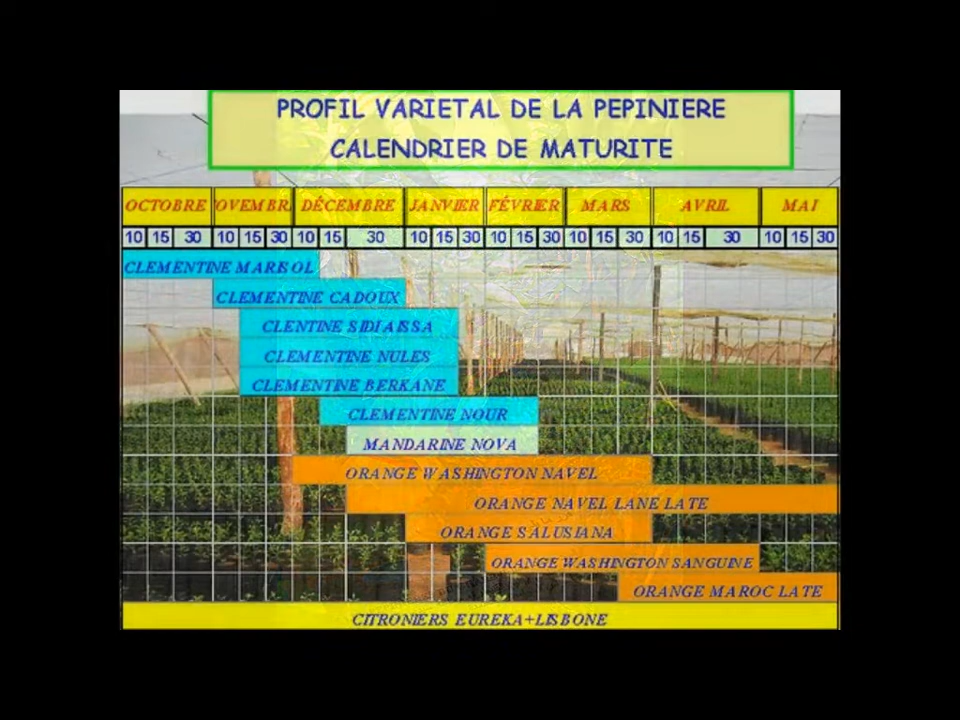 PROFIL VARIETAL DE LA PEPINIERE
CALENDRIER DE MATURITE
OCTOBRE OVEMBR DÉCEMBRE JANVIER FÉVRIER MARS AVRIL MAI
10 15 30 10 15 30 10 15 30 10 15 30 10 15 30 10 15 30 10 15 30 10 15 30
CLEMENTINE MARISOL
CLEMENTINE CADOUX
CLENTINE SIDI AISSA
CLEMENTINE NULES
CLEMENTINE BERKANE
CLEMENTINE NOUR
MANDARINE NOVA
ORANGE WASHINGTON NAVEL
ORANGE NAVEL LANE LATE
ORANGE SALUSIANA
ORANGE WASHINGTON SANGUINE
ORANGE MAROC LATE
CITRONIERS EUREKA+LISBONE